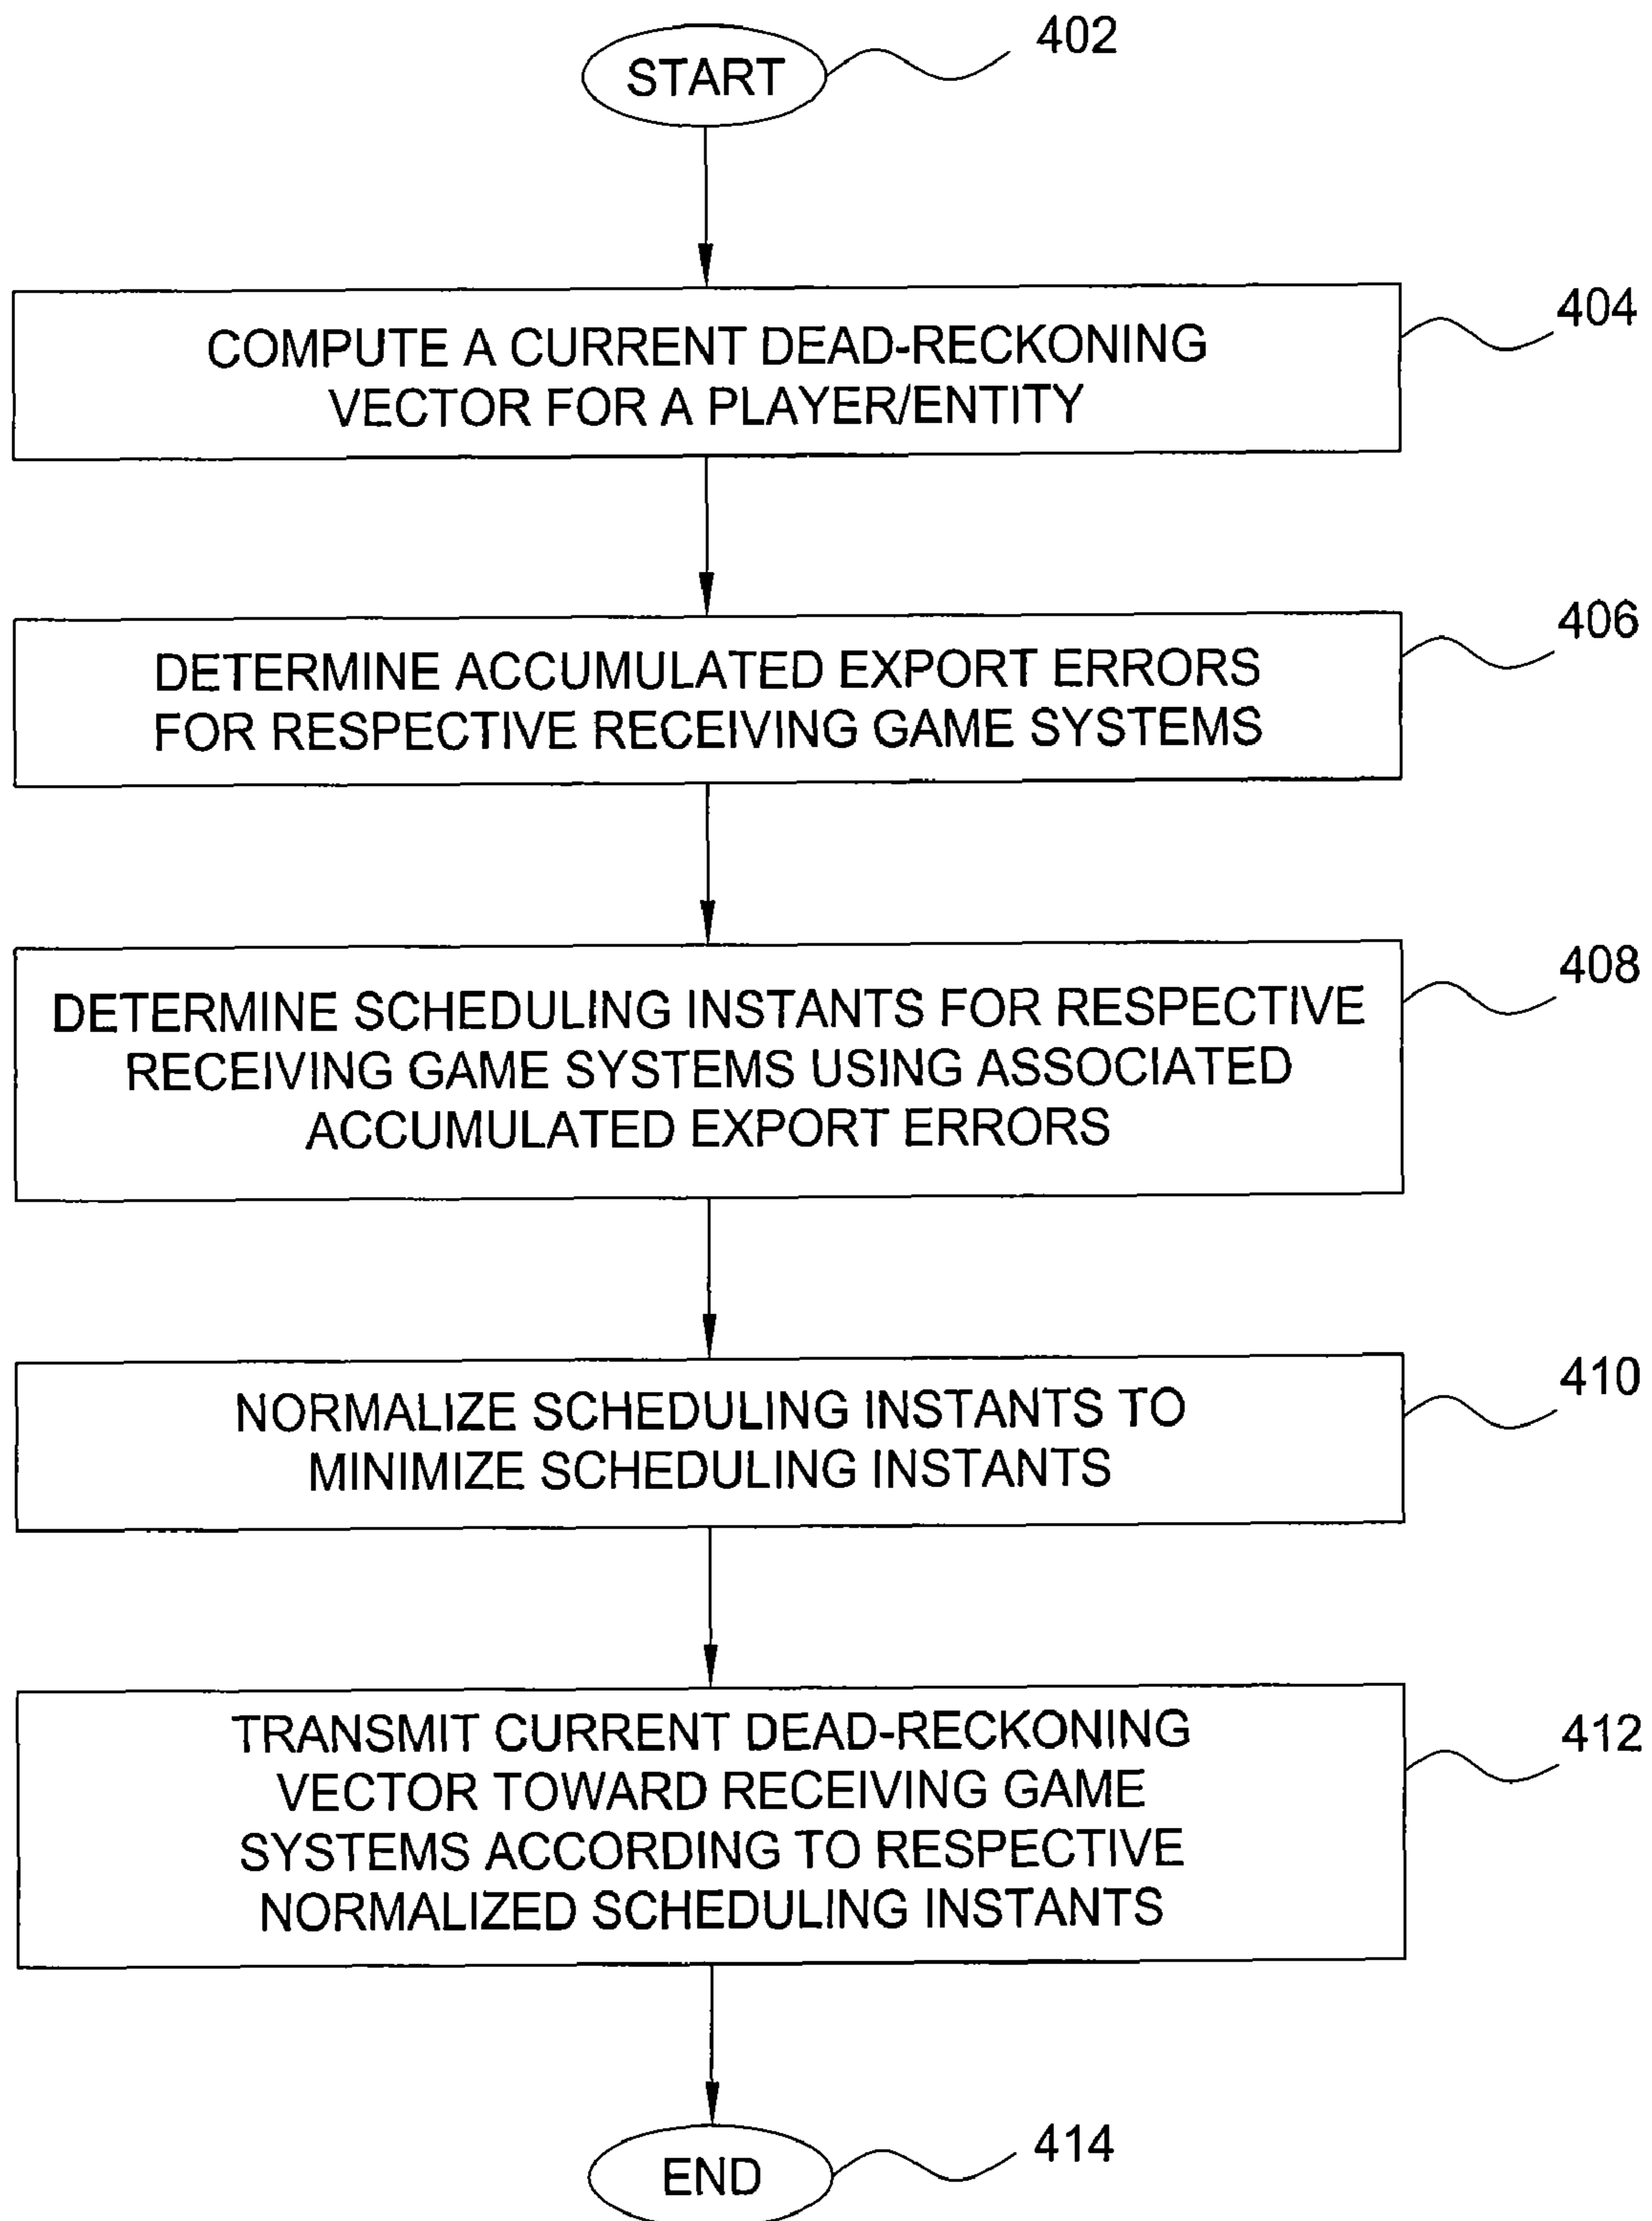 START
402
COMPUTE A CURRENT DEAD-RECKONING
VECTOR FOR A PLAYER/ENTITY
404
DETERMINE ACCUMULATED EXPORT ERRORS
FOR RESPECTIVE RECEIVING GAME SYSTEMS
406
DETERMINE SCHEDULING INSTANTS FOR RESPECTIVE
RECEIVING GAME SYSTEMS USING ASSOCIATED
ACCUMULATED EXPORT ERRORS
408
NORMALIZE SCHEDULING INSTANTS TO
MINIMIZE SCHEDULING INSTANTS
410
TRANSMIT CURRENT DEAD-RECKONING
VECTOR TOWARD RECEIVING GAME
SYSTEMS ACCORDING TO RESPECTIVE
NORMALIZED SCHEDULING INSTANTS
412
END
414